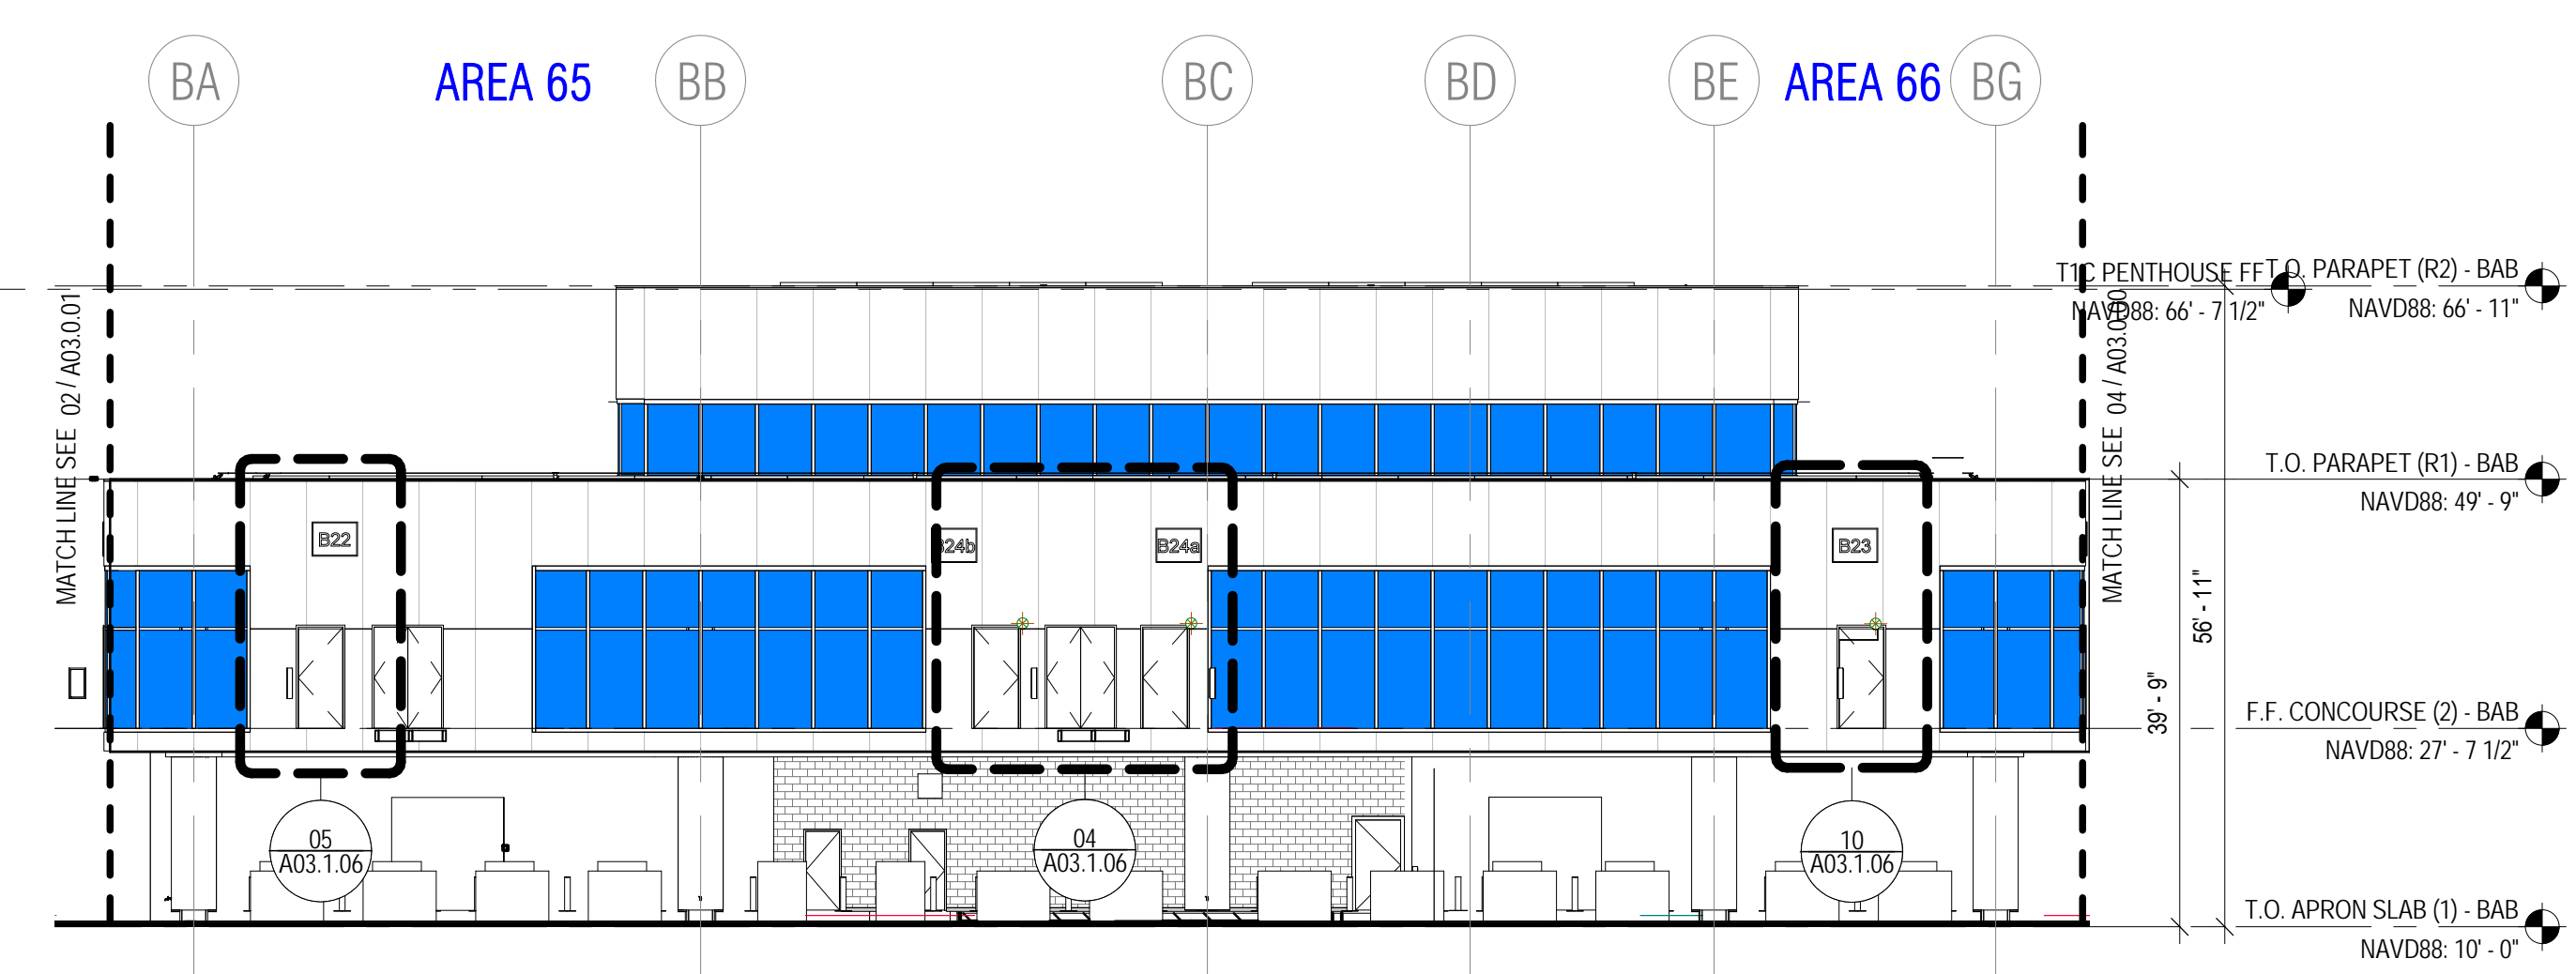 BA
AREA 65
BB
BC
BD
BE
AREA 66
BG
T1C PENTHOUSE FF
NAVD88: 66' - 7 1/2"
T.O. PARAPET (R2) - BAB
NAVD88: 66' - 11"
MATCH LINE SEE 02 / A03.0.01
MATCH LINE SEE 04 / A03.0.00
T.O. PARAPET (R1) - BAB
NAVD88: 49' - 9"
B22
B24b
B24a
B23
56' - 11"
39' - 9"
F.F. CONCOURSE (2) - BAB
NAVD88: 27' - 7 1/2"
05
A03.1.06
04
A03.1.06
10
A03.1.06
T.O. APRON SLAB (1) - BAB
NAVD88: 10' - 0"